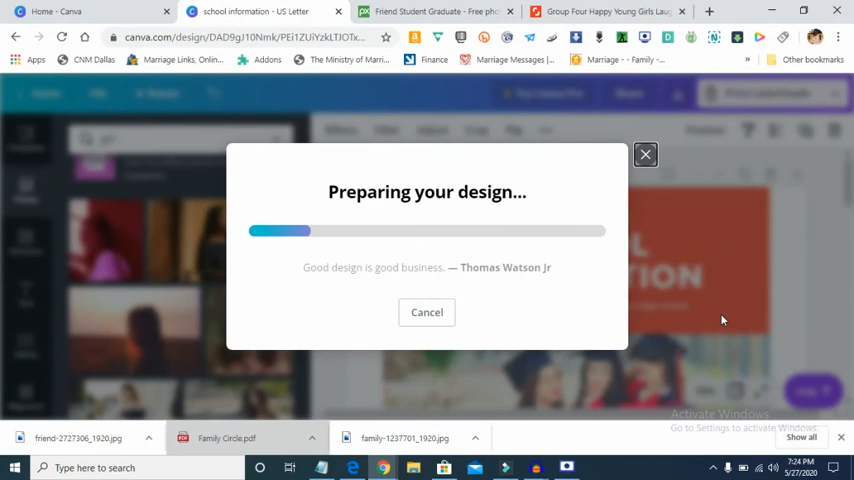 Home - Canva
school information - US Letter
Friend Student Graduate - Free pho
Group Four Happy Young Girls Lau
canva.com/design/DAD9gJ10Nmk/PEi1ZUiYzkLTJOTx...
Apps
CNM Dallas
Marriage Links, Onlin...
Addons
The Ministry of Marri...
Finance
Marriage Messages |...
Marriage - - Family -...
Other bookmarks
Preparing your design...
Good design is good business. — Thomas Watson Jr
Cancel
Activate Windows
Go to Settings to activate Windows.
friend-2727306_1920.jpg
Family Circle.pdf
family-1237701_1920.jpg
Show all
Type here to search
7:24 PM
5/27/2020